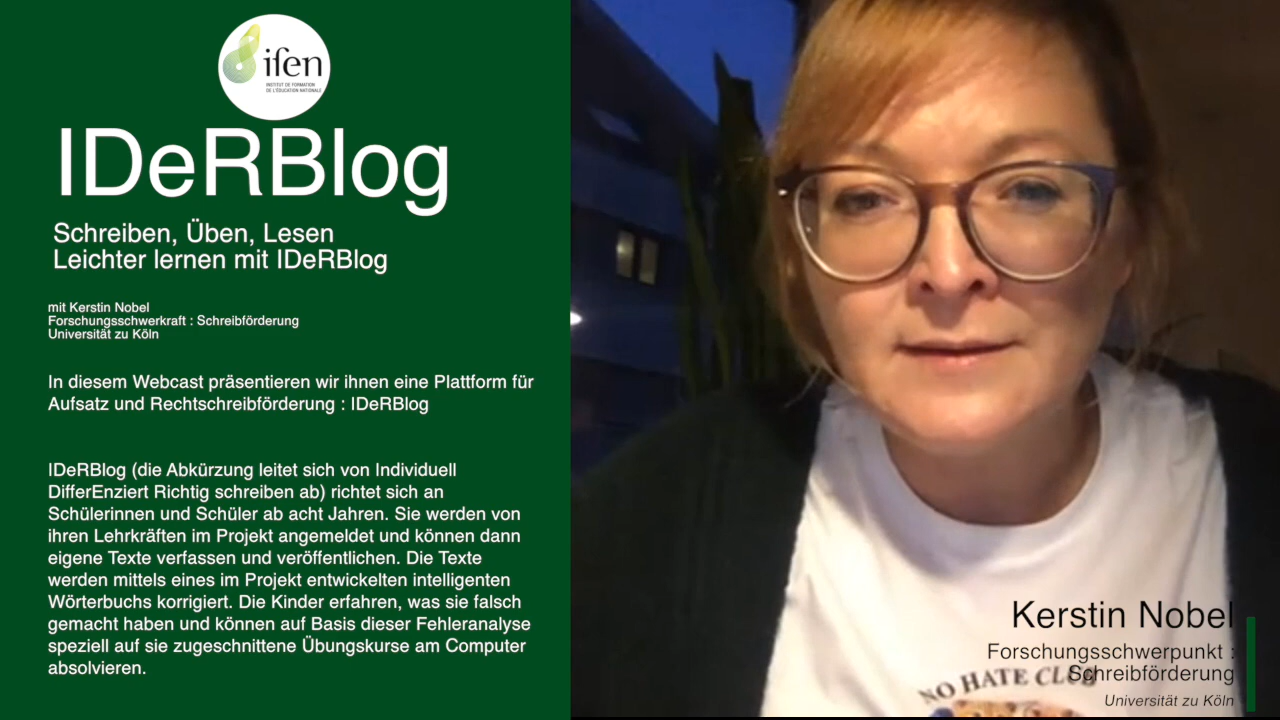 ifen
INSTITUT DE FORMATION
DE L'ÉDUCATION NATIONALE
IDeRBlog
Schreiben, Üben, Lesen
Leichter lernen mit IDeRBlog
mit Kerstin Nobel
Forschungsschwerkraft : Schreibförderung
Universität zu Köln
In diesem Webcast präsentieren wir ihnen eine Plattform für
Aufsatz und Rechtschreibförderung : IDeRBlog
IDeRBlog (die Abkürzung leitet sich von Individuell
DifferEnziert Richtig schreiben ab) richtet sich an
Schülerinnen und Schüler ab acht Jahren. Sie werden von
ihren Lehrkräften im Projekt angemeldet und können dann
eigene Texte verfassen und veröffentlichen. Die Texte
werden mittels eines im Projekt entwickelten intelligenten
Wörterbuchs korrigiert. Die Kinder erfahren, was sie falsch
gemacht haben und können auf Basis dieser Fehleranalyse
speziell auf sie zugeschnittene Übungskurse am Computer
absolvieren.
Kerstin Nobel
Forschungsschwerpunkt :
Schreibförderung
Universität zu Köln
NO HATE CLUB